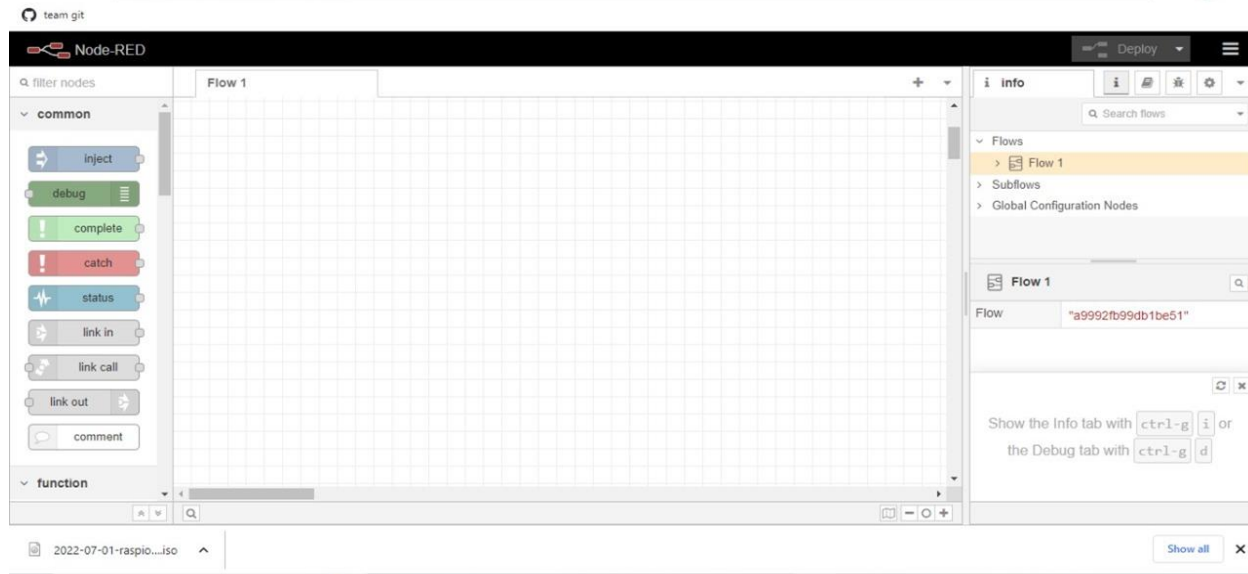 team git
Node-RED
Deploy
filter nodes
Flow 1
i info
i
Search flows
common
Flows
inject
Flow 1
debug
Subflows
Global Configuration Nodes
complete
catch
Flow 1
status
Flow "a9992fb99db1be51"
link in
link call
link out
Show the Info tab with ctrl-g i or
the Debug tab with ctrl-g d
comment
function
2022-07-01-raspio....iso
Show all